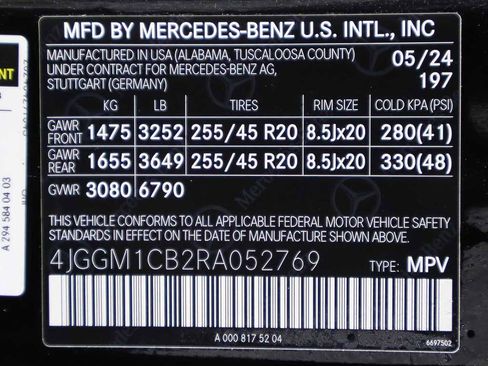 MFD BY MERCEDES-BENZ U.S. INTL., INC
MANUFACTURED IN USA (ALABAMA, TUSCALOOSA COUNTY) 05/24
UNDER CONTRACT FOR MERCEDES-BENZ AG, 197
STUTTGART (GERMANY)
KG LB TIRES RIM SIZE COLD KPA (PSI)
GAWR FRONT 1475 3252 255/45 R20 8.5Jx20 280(41)
GAWR REAR 1655 3649 255/45 R20 8.5Jx20 330(48)
GVWR 3080 6790
THIS VEHICLE CONFORMS TO ALL APPLICABLE FEDERAL MOTOR VEHICLE SAFETY
STANDARDS IN EFFECT ON THE DATE OF MANUFACTURE SHOWN ABOVE.
4JGGM1CB2RA052769 TYPE: MPV
A 000 817 52 04
6697502
A 294 584 04 03